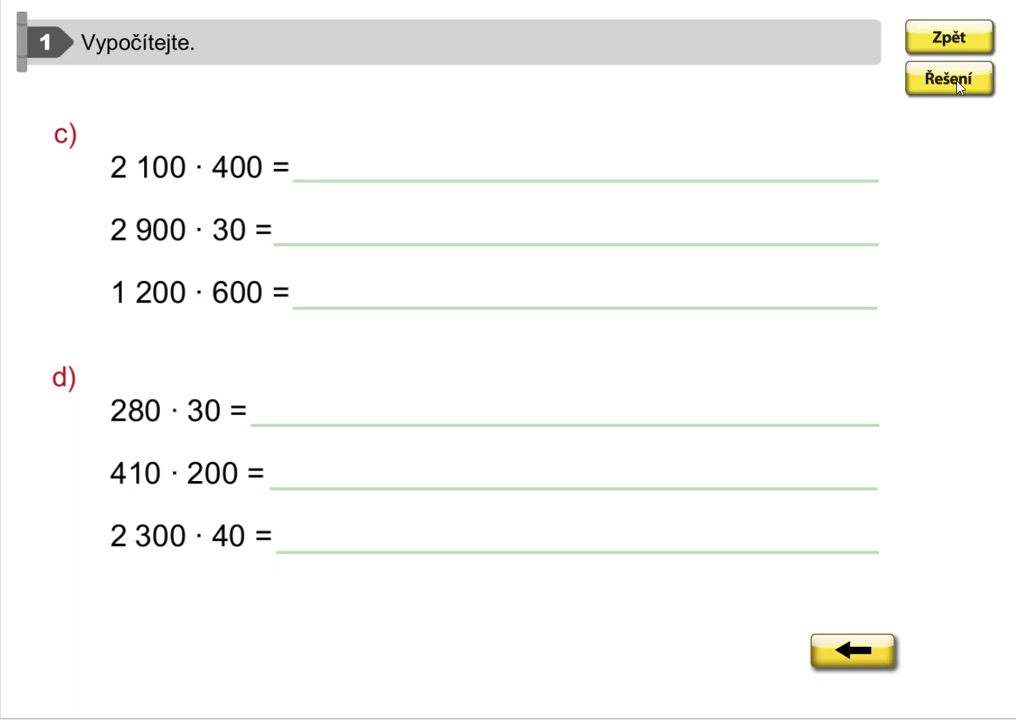 1 Vypočítejte.
Zpět
Řešení
c)
2 100 · 400 =
2 900 · 30 =
1 200 · 600 =
d)
280 · 30 =
410 · 200 =
2 300 · 40 =